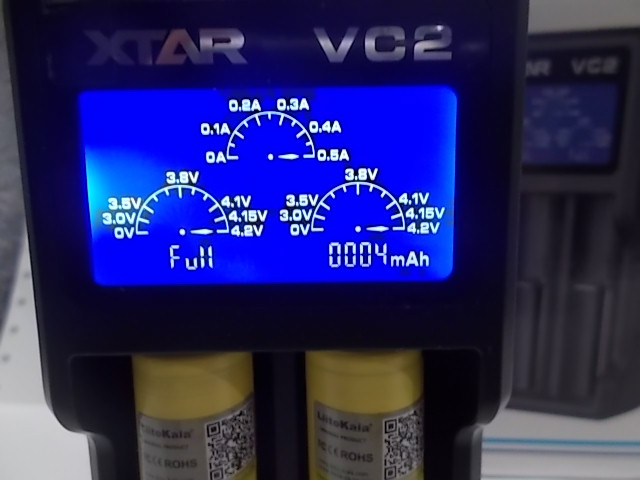 XTAR VC2
0.2A 0.3A
0.1A 0.4A
0A 0.5A
3.8V 3.8V
3.5V 4.1V 3.5V 4.1V
3.0V 4.15V 3.0V 4.15V
0V 4.2V 0V 4.2V
Full 0004mAh
LiitoKala LiitoKala
CE ROHS CE ROHS
VC2